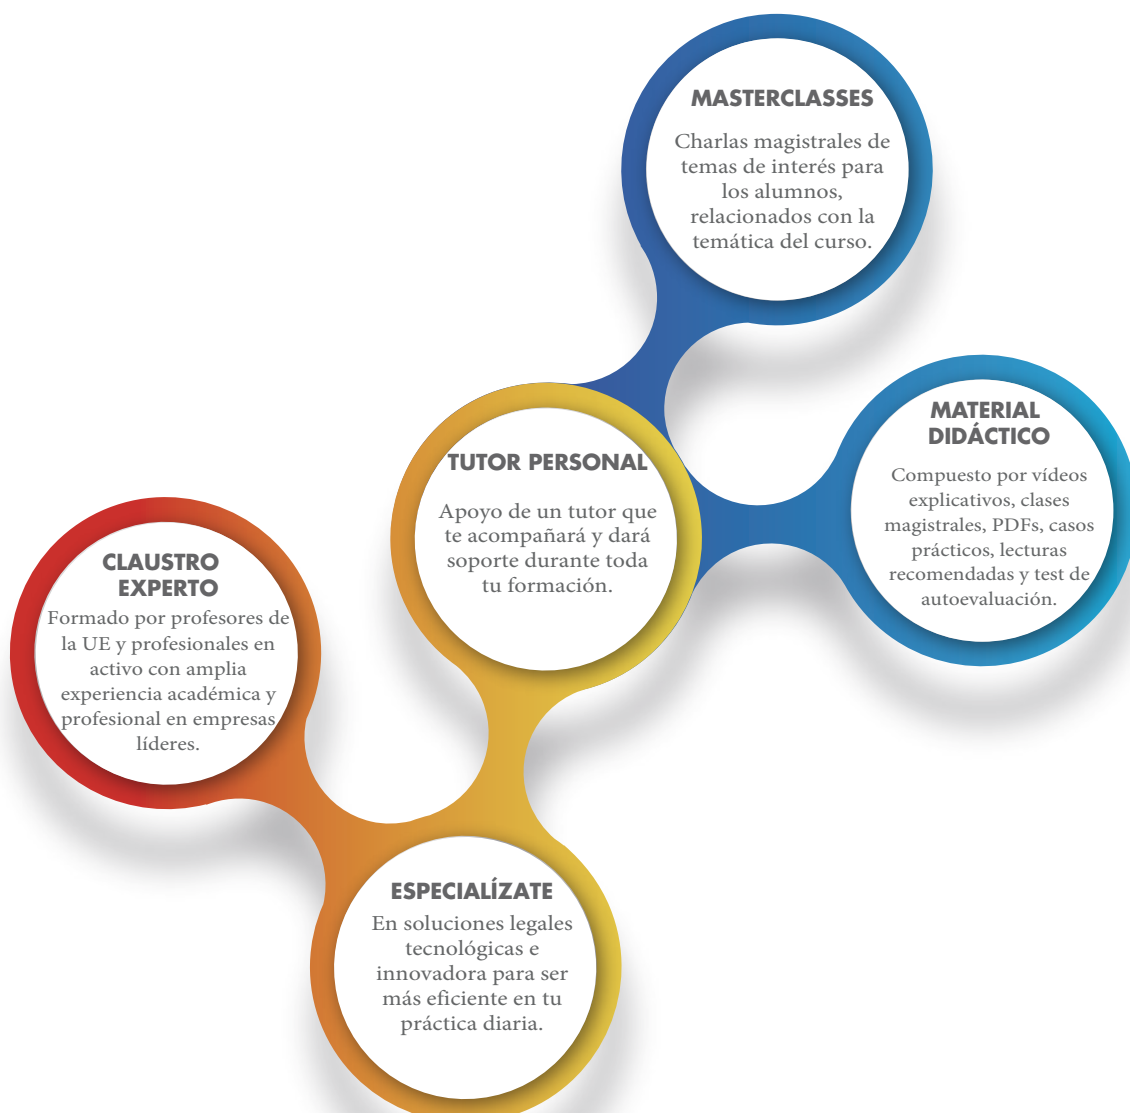 MASTERCLASSES
Charlas magistrales de
temas de interés para
los alumnos,
relacionados con la
temática del curso.
MATERIAL
DIDÁCTICO
Compuesto por vídeos
explicativos, clases
magistrales, PDFs, casos
prácticos, lecturas
recomendadas y test de
autoevaluación.
TUTOR PERSONAL
Apoyo de un tutor que
te acompañará y dará
soporte durante toda
tu formación.
CLAUSTRO
EXPERTO
Formado por profesores de
la UE y profesionales en
activo con amplia
experiencia académica y
profesional en empresas
líderes.
ESPECIALÍZATE
En soluciones legales
tecnológicas e
innovadora para ser
más eficiente en tu
práctica diaria.